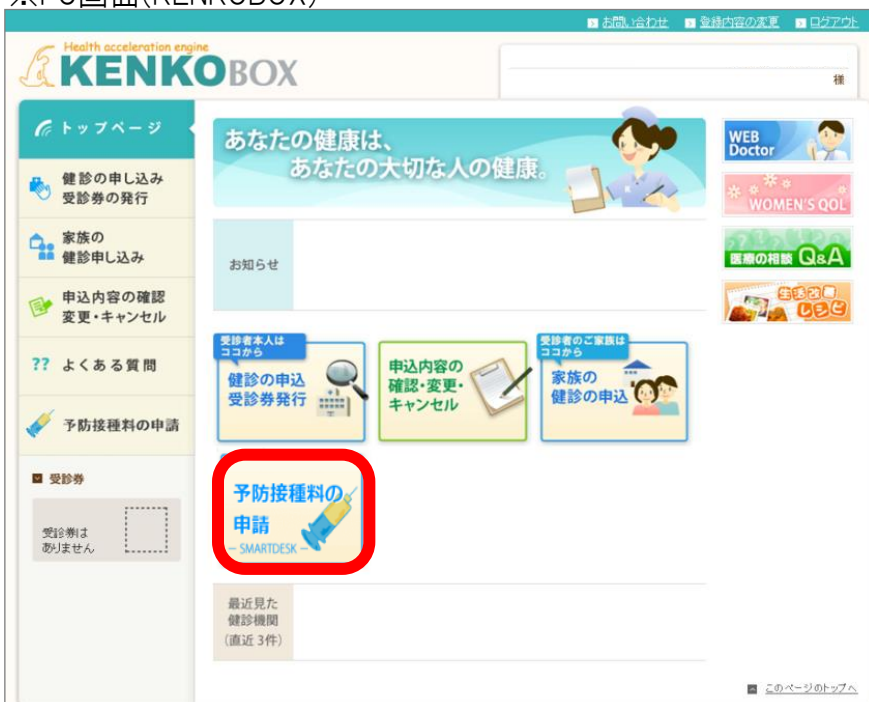 ※PC画面(KENKOBOX)
お問い合わせ 登録内容の変更 ログアウト
Health acceleration engine
KENKOBOX
様
トップページ
健診の申し込み
受診券の発行
家族の
健診申し込み
申込内容の確認
変更・キャンセル
?? よくある質問
予防接種料の申請
受診券
受診券は
ありません
あなたの健康は、
あなたの大切な人の健康。
お知らせ
受診者本人は
ココから
健診の申込
受診券発行
申込内容の
確認・変更・
キャンセル
受診者のご家族は
ココから
家族の
健診の申込
予防接種料の
申請
− SMARTDESK −
最近見た
健診機関
(直近 3件)
WEB
Doctor
WOMEN'S QOL
医療の相談 Q&A
生活改善
レシピ
このページのトップへ